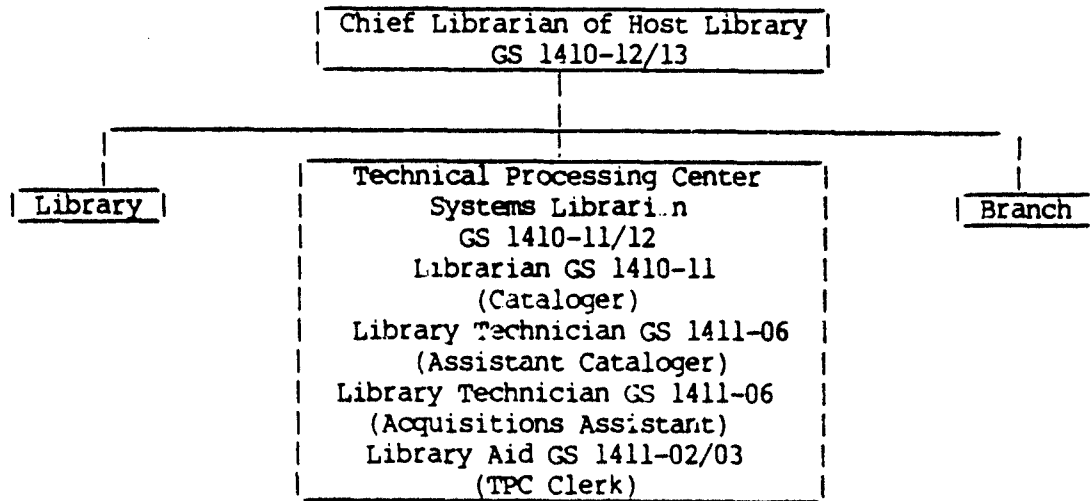 Chief Librarian of Host Library
GS 1410-12/13
Library
Technical Processing Center
Systems Librari.n
GS 1410-11/12
Librarian GS 1410-11
(Cataloger)
Library Technician GS 1411-06
(Assistant Cataloger)
Library Technician GS 1411-06
(Acquisitions Assistant)
Library Aid GS 1411-02/03
(TPC Clerk)
Branch